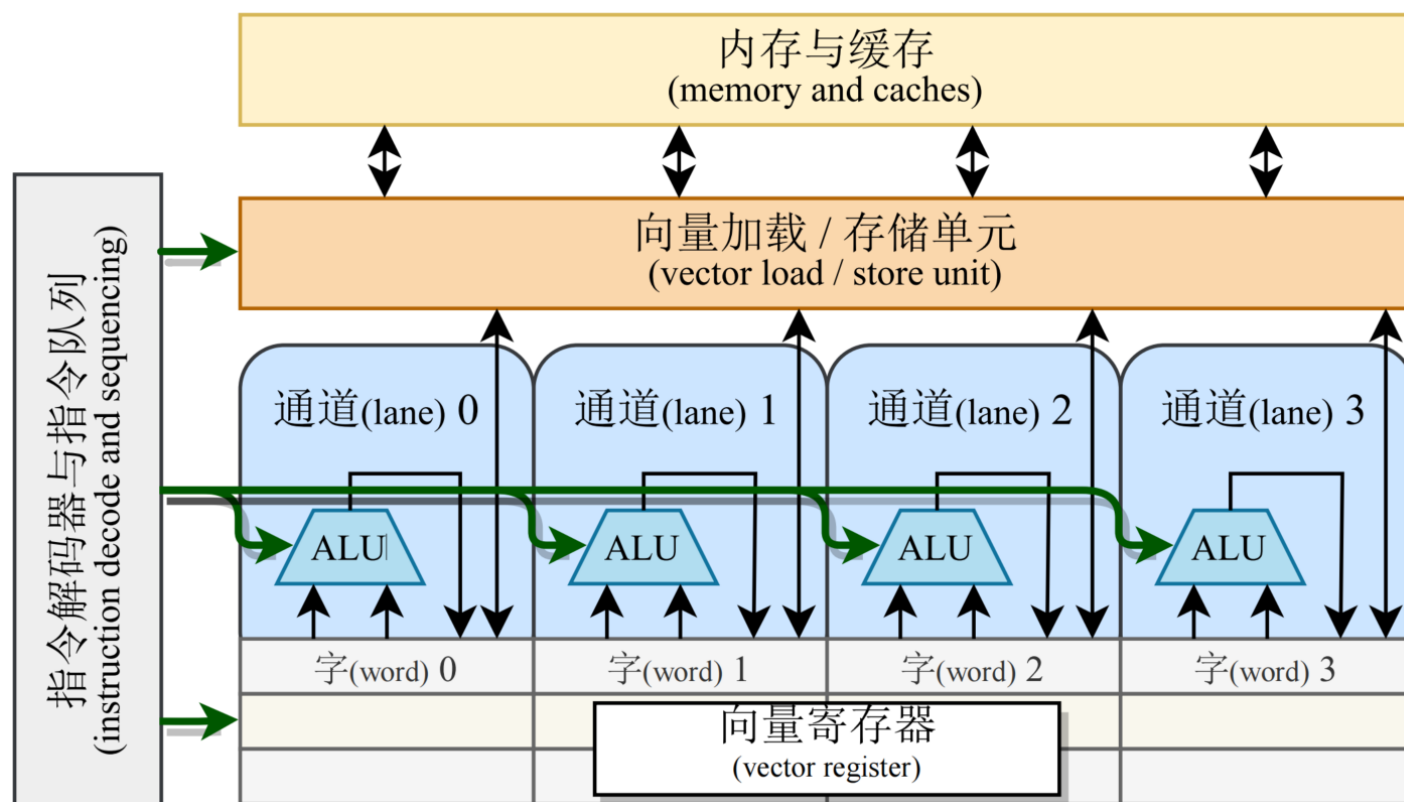 内存与缓存
(memory and caches)
向量加载 / 存储单元
(vector load / store unit)
指令解码器与指令队列
(instruction decode and sequencing)
通道(lane) 0
通道(lane) 1
通道(lane) 2
通道(lane) 3
ALU
ALU
ALU
ALU
字(word) 0
字(word) 1
字(word) 2
字(word) 3
向量寄存器
(vector register)